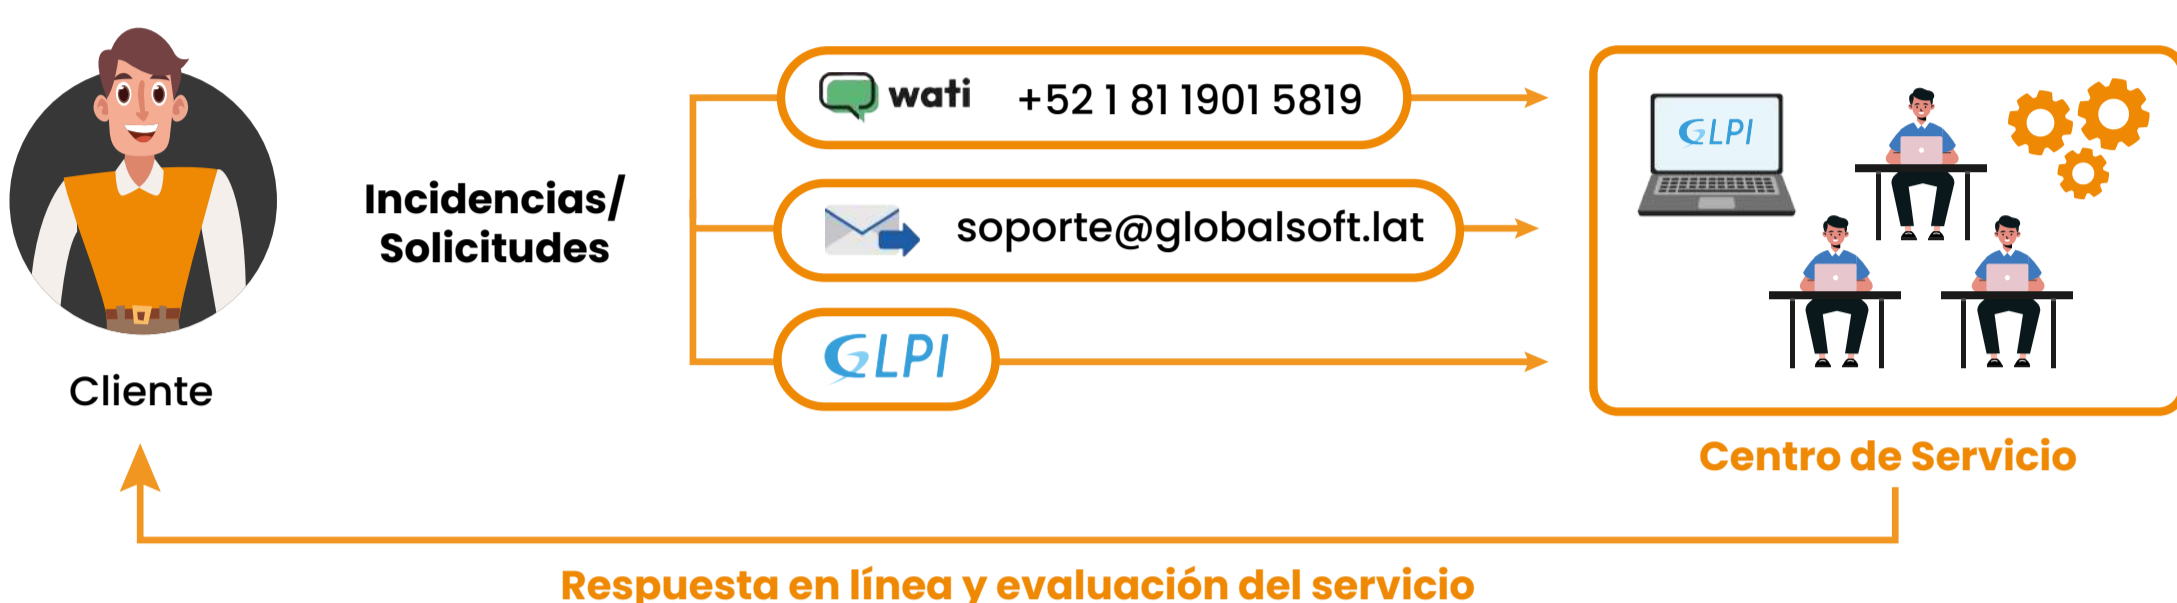 wati +52 1 81 1901 5819
GLPI
Incidencias/
Solicitudes
soporte@globalsoft.lat
GLPI
Cliente
Centro de Servicio
Respuesta en línea y evaluación del servicio